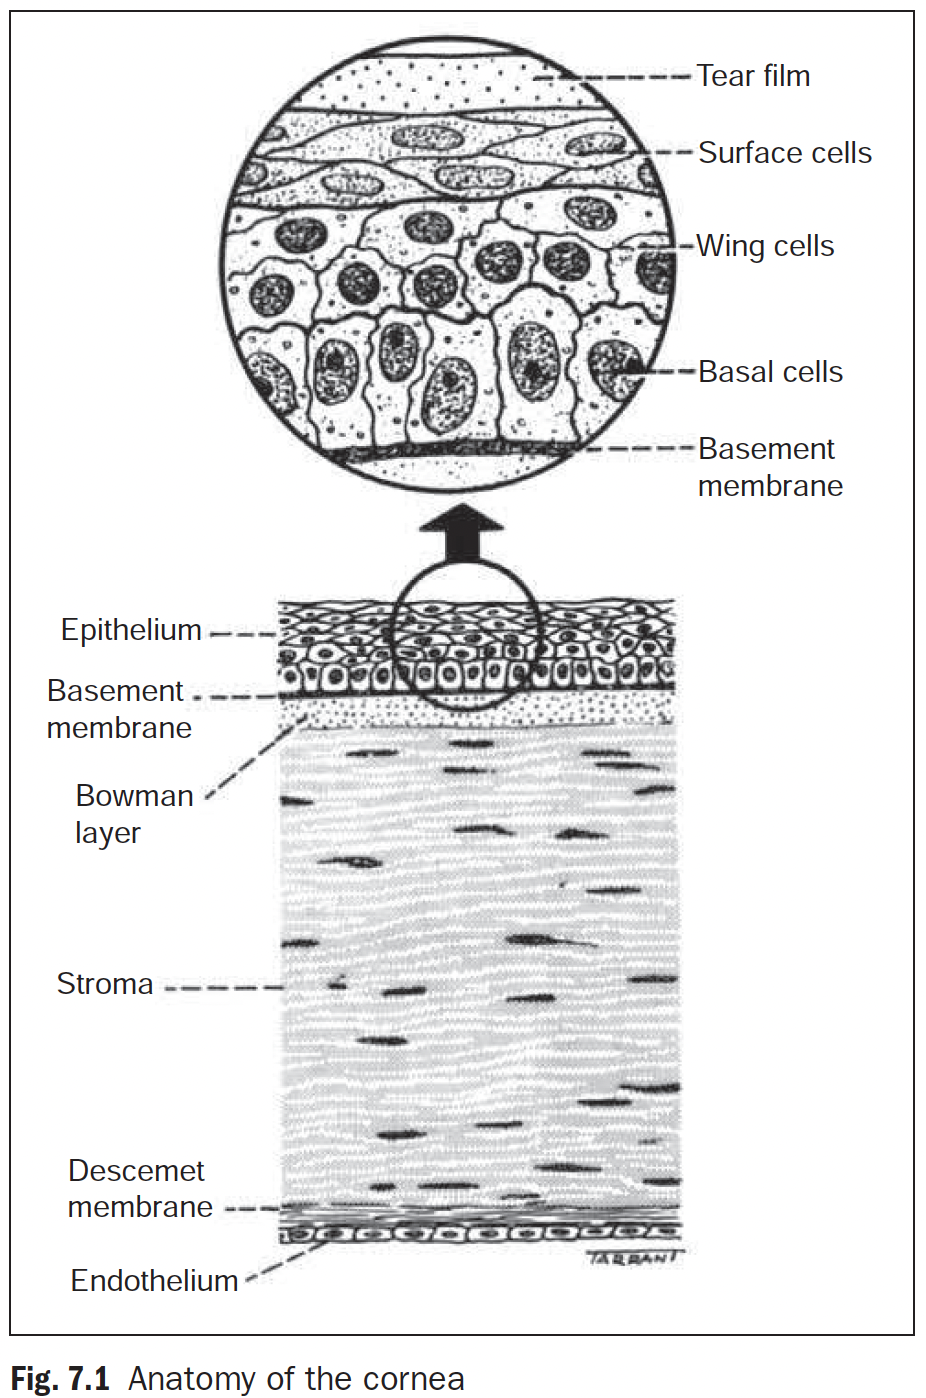 Tear film
Surface cells
Wing cells
Basal cells
Basement
membrane
Epithelium
Basement
membrane
Bowman
layer
Stroma
Descemet
membrane
Endothelium
TARRANT
Fig. 7.1 Anatomy of the cornea